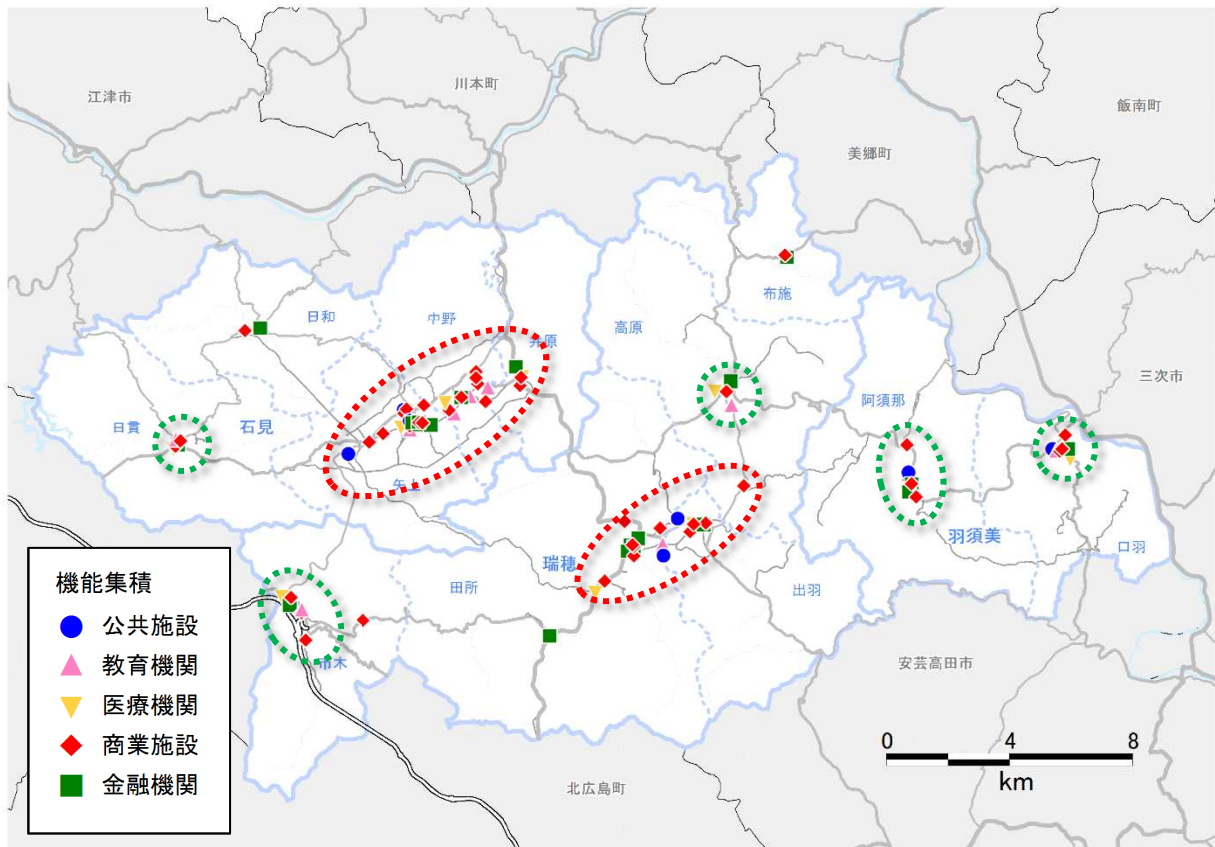 川本町
江津市
飯南町
美郷町
布施
日和
中野
高原
井原
三次市
阿須那
日貫
石見
矢上
羽須美
口羽
瑞穂
田所
出羽
市木
安芸高田市
北広島町
機能集積
公共施設
教育機関
医療機関
商業施設
金融機関
0 4 8
km